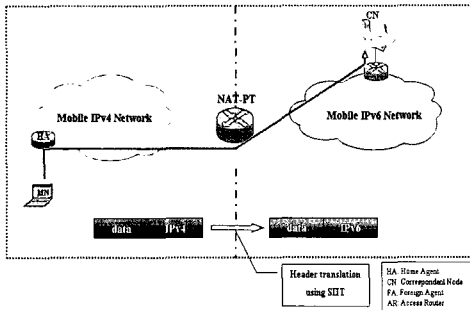 CN
NAT-PT
Mobile IPv4 Network
Mobile IPv6 Network
HA
MN
data IPv4
data IPv6
Header translation
using SIIT
HA: Home Agent
CN: Correspondent Node
FA: Foreign Agent
AR: Access Router